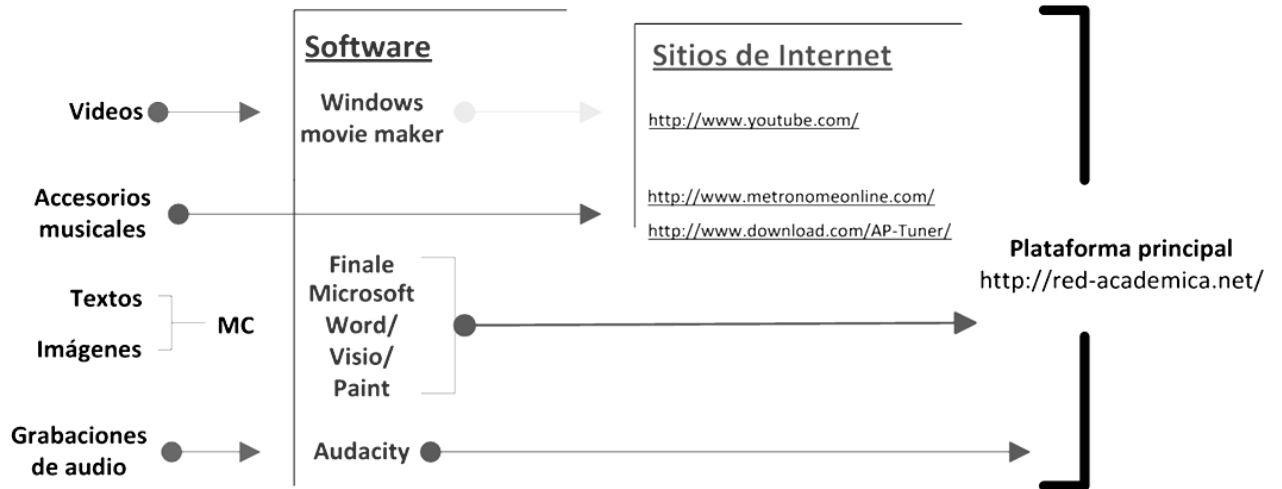 Software
Sitios de Internet
Videos
Windows
movie maker
http://www.youtube.com/
Accesorios
musicales
http://www.metronomeonline.com/
http://www.download.com/AP-Tuner/
Plataforma principal
http://red-academica.net/
Textos
Imágenes
MC
Finale
Microsoft
Word/
Visio/
Paint
Grabaciones
de audio
Audacity